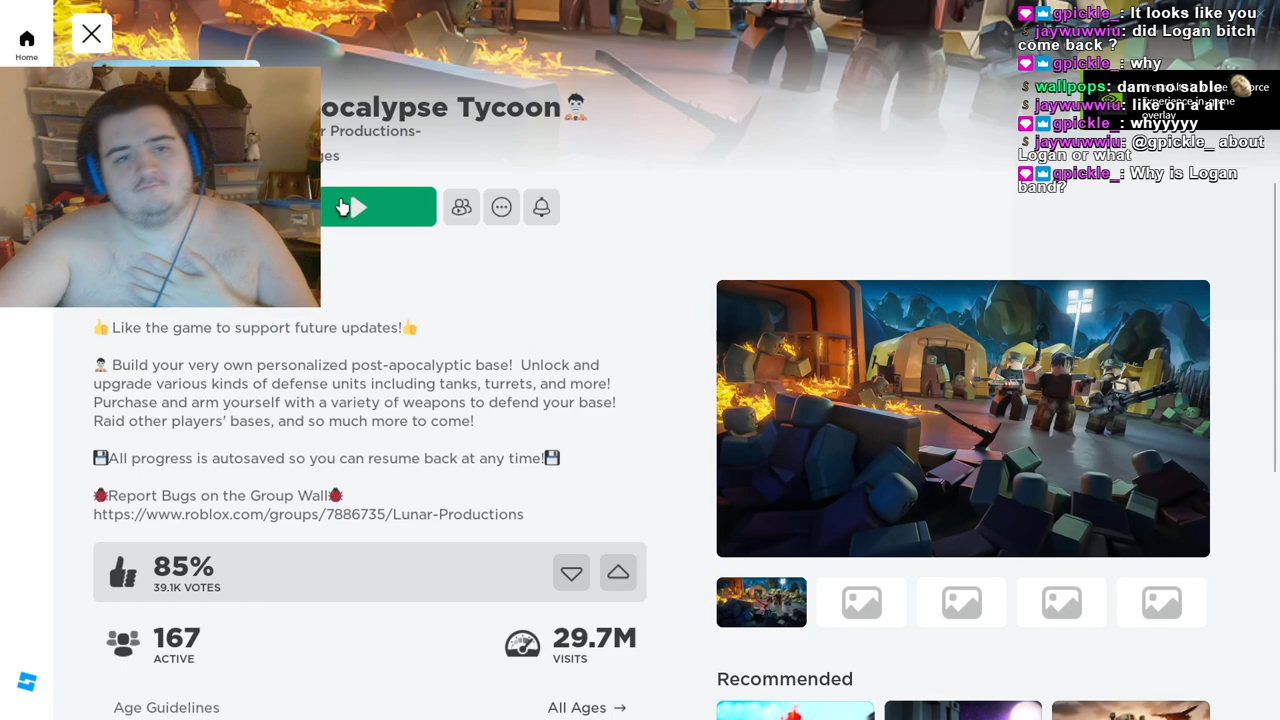 Home
ocalypse Tycoon
r Productions-
ges
👍 Like the game to support future updates!👍
Build your very own personalized post-apocalyptic base! Unlock and
upgrade various kinds of defense units including tanks, turrets, and more!
Purchase and arm yourself with a variety of weapons to defend your base!
Raid other players' bases, and so much more to come!
💾All progress is autosaved so you can resume back at any time!💾
🐞Report Bugs on the Group Wall🐞
https://www.roblox.com/groups/7886735/Lunar-Productions
85%
39.1K VOTES
167
ACTIVE
29.7M
VISITS
Age Guidelines
All Ages →
Recommended
gpickle_: It looks like you
jaywuwwiu: did Logan bitch
come back ?
gpickle_: why
wallpops: dam no sable
jaywuwwiu: like on a alt
gpickle_: whyyyyy
jaywuwwiu: @gpickle_ about
Logan or what
gpickle_: Why is Logan
band?
overlay